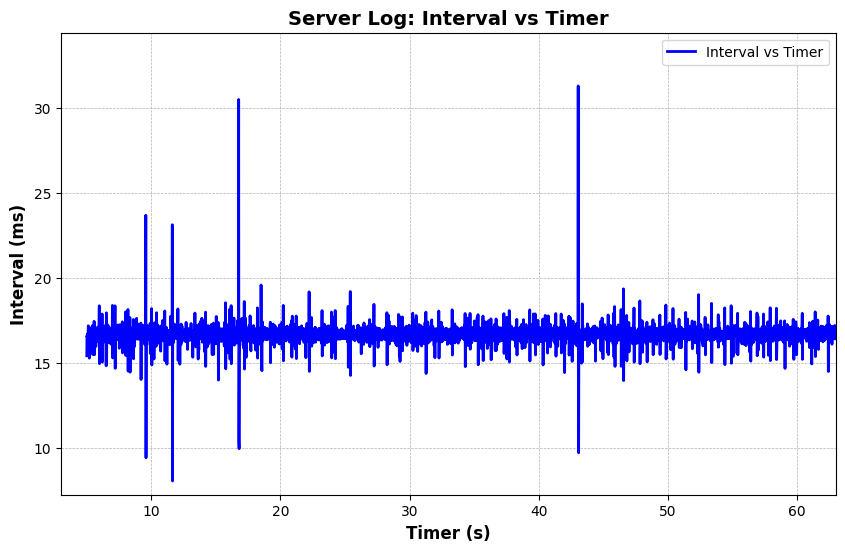 Server Log: Interval vs Timer
Interval vs Timer
Interval (ms)
30
25
20
15
10
10 20 30 40 50 60
Timer (s)